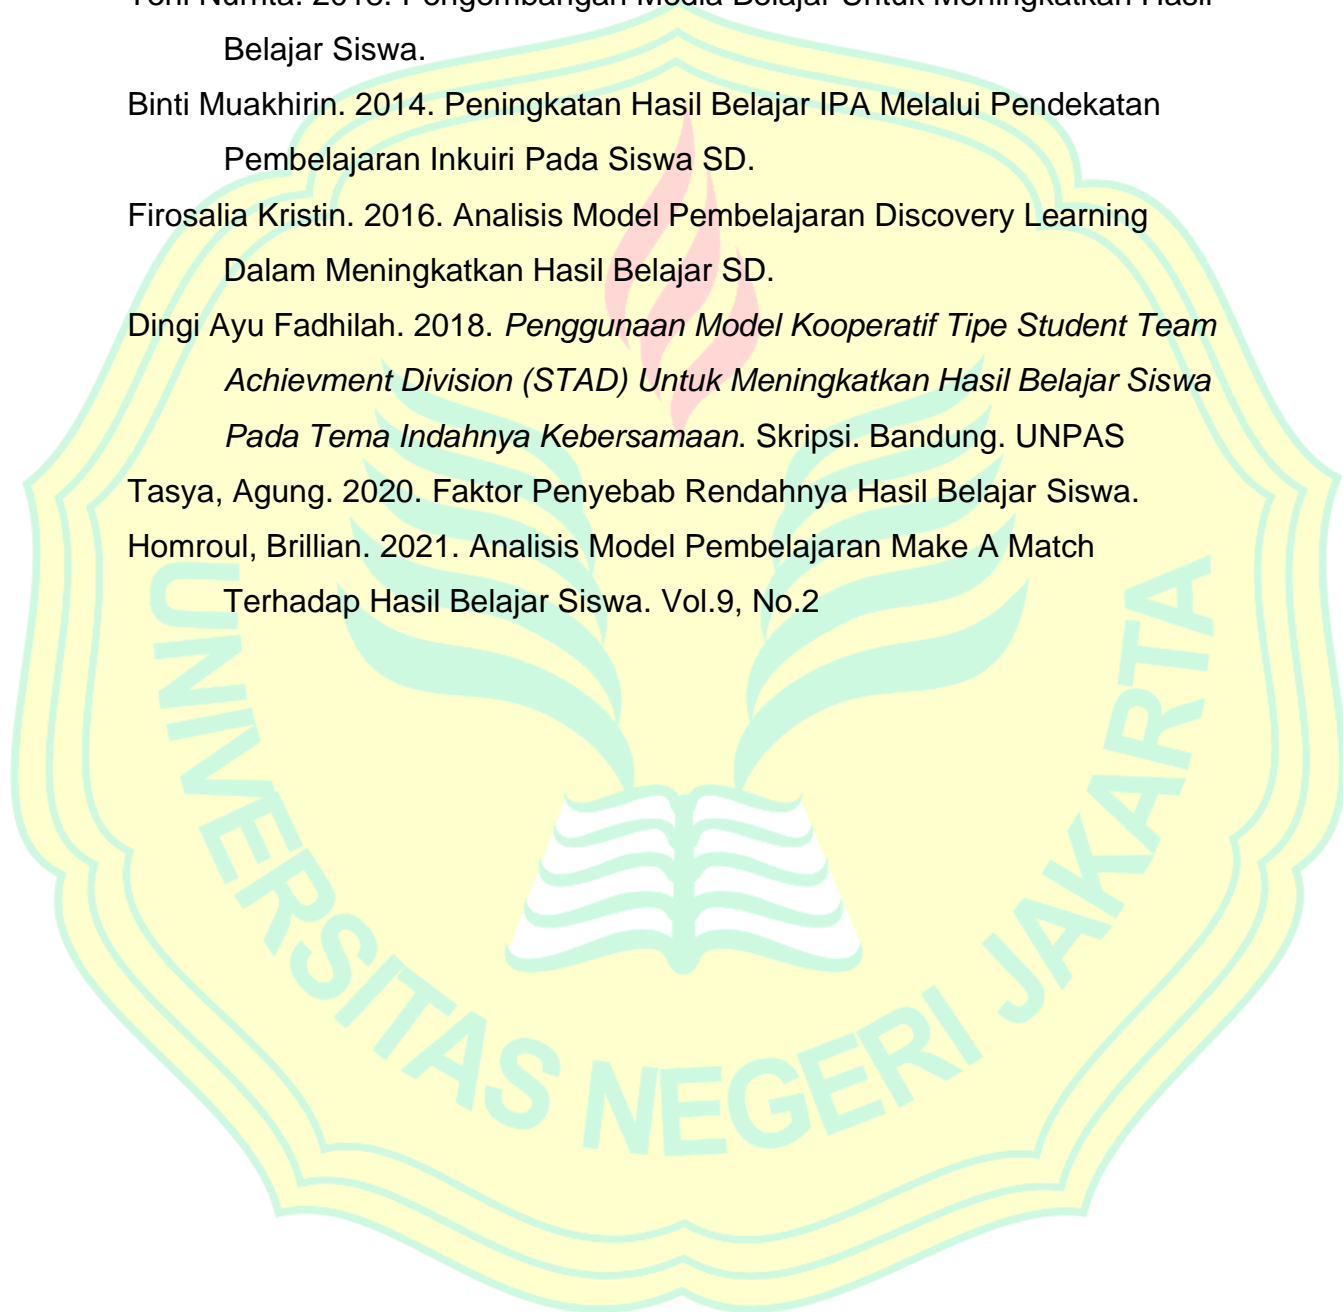 Belajar Siswa.
Binti Muakhirin. 2014. Peningkatan Hasil Belajar IPA Melalui Pendekatan
Pembelajaran Inkuiri Pada Siswa SD.
Firosalia Kristin. 2016. Analisis Model Pembelajaran Discovery Learning
Dalam Meningkatkan Hasil Belajar SD.
Dingi Ayu Fadhilah. 2018. Penggunaan Model Kooperatif Tipe Student Team
Achievment Division (STAD) Untuk Meningkatkan Hasil Belajar Siswa
Pada Tema Indahnya Kebersamaan. Skripsi. Bandung. UNPAS
Tasya, Agung. 2020. Faktor Penyebab Rendahnya Hasil Belajar Siswa.
Homroul, Brillian. 2021. Analisis Model Pembelajaran Make A Match
Terhadap Hasil Belajar Siswa. Vol.9, No.2
UNIVERSITAS NEGERI JAKARTA